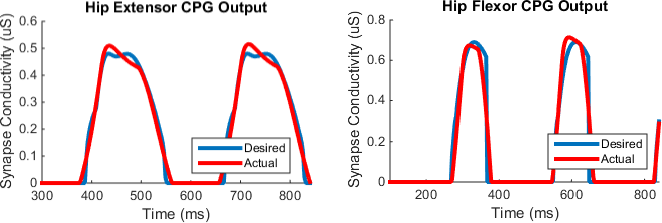 Hip Extensor CPG Output
Synapse Conductivity (uS)
0.6
0.5
0.4
0.3
0.2
0.1
0
300 400 500 600 700 800
Time (ms)
Desired
Actual
Hip Flexor CPG Output
Synapse Conductivity (uS)
0.8
0.6
0.4
0.2
0
200 400 600 800
Time (ms)
Desired
Actual